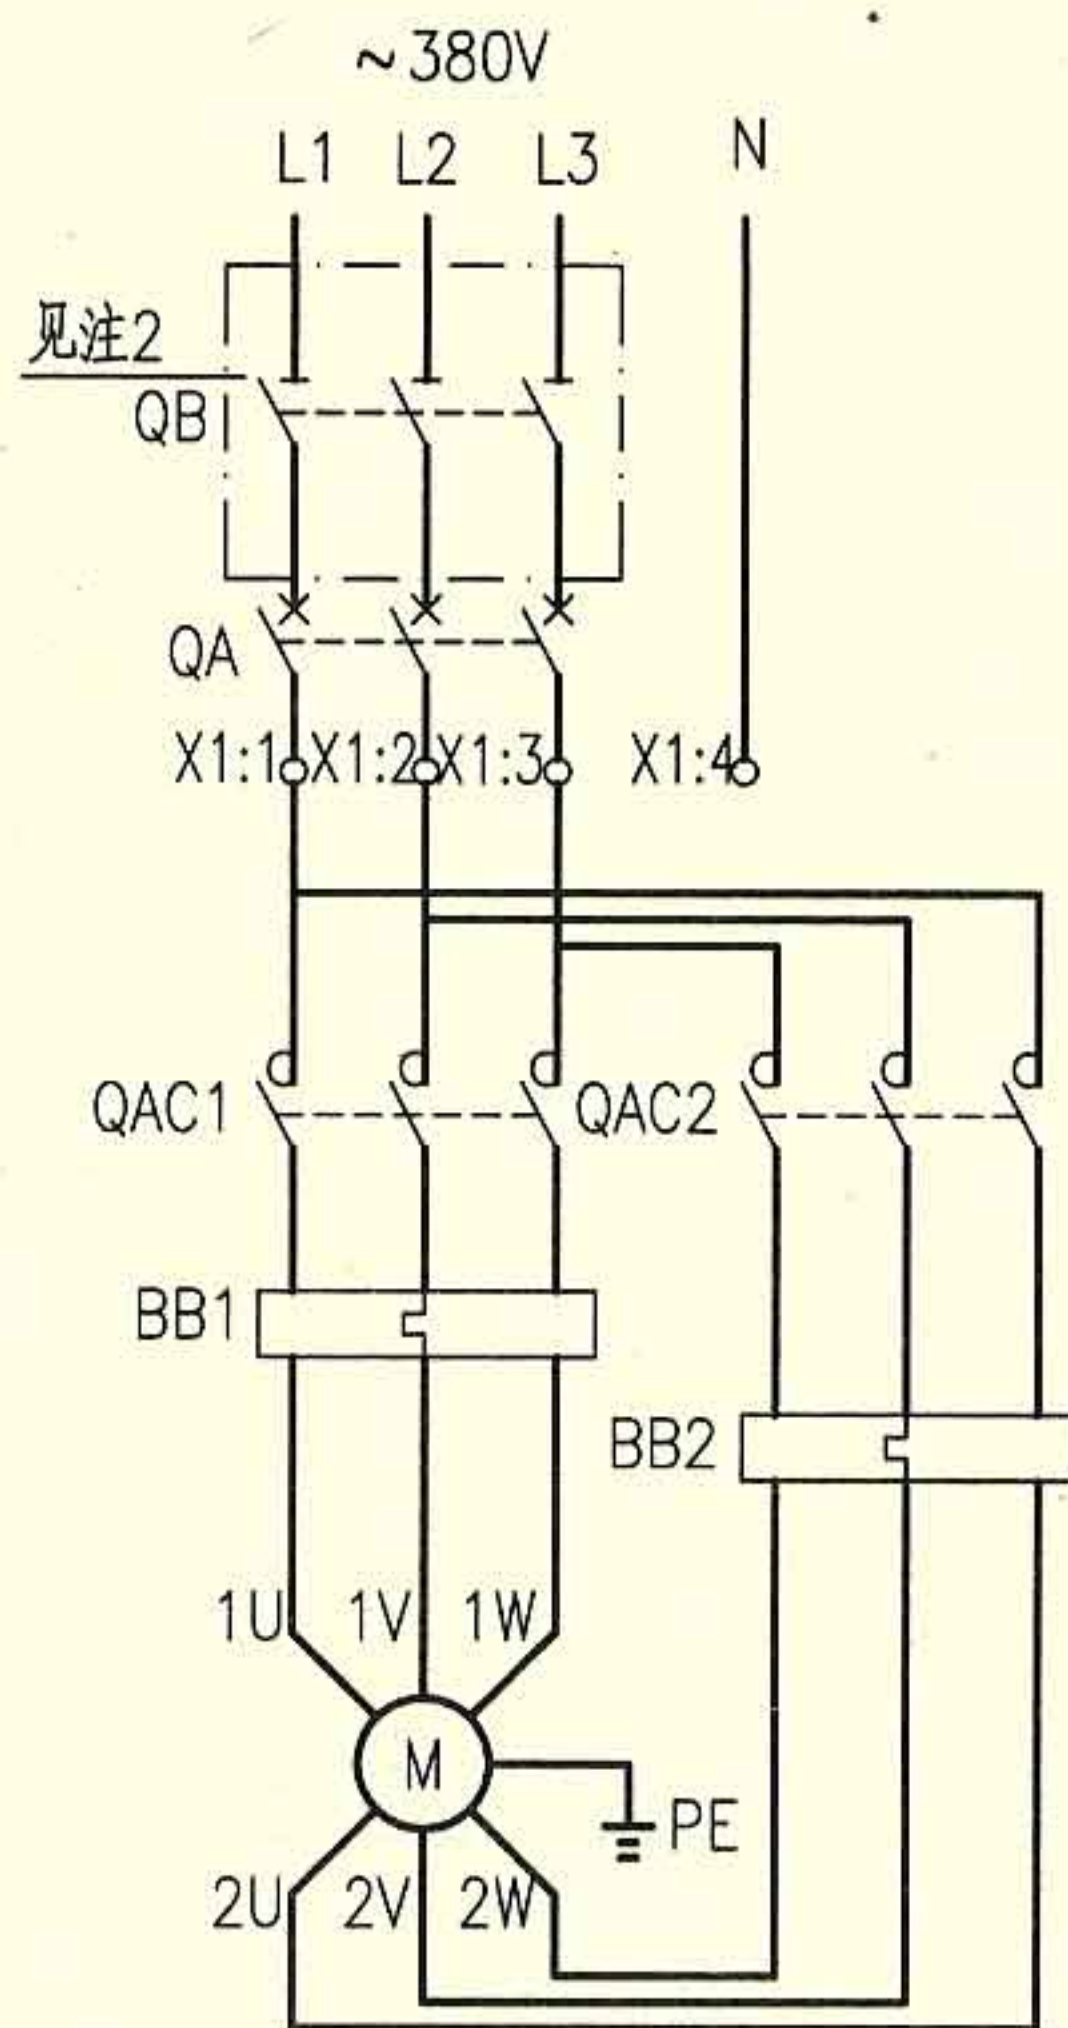 ~380V
L1 L2 L3 N
见注2
QB
QA
X1:1 X1:2 X1:3 X1:4
QAC1 QAC2
BB1
BB2
1U 1V 1W
M
PE
2U 2V 2W